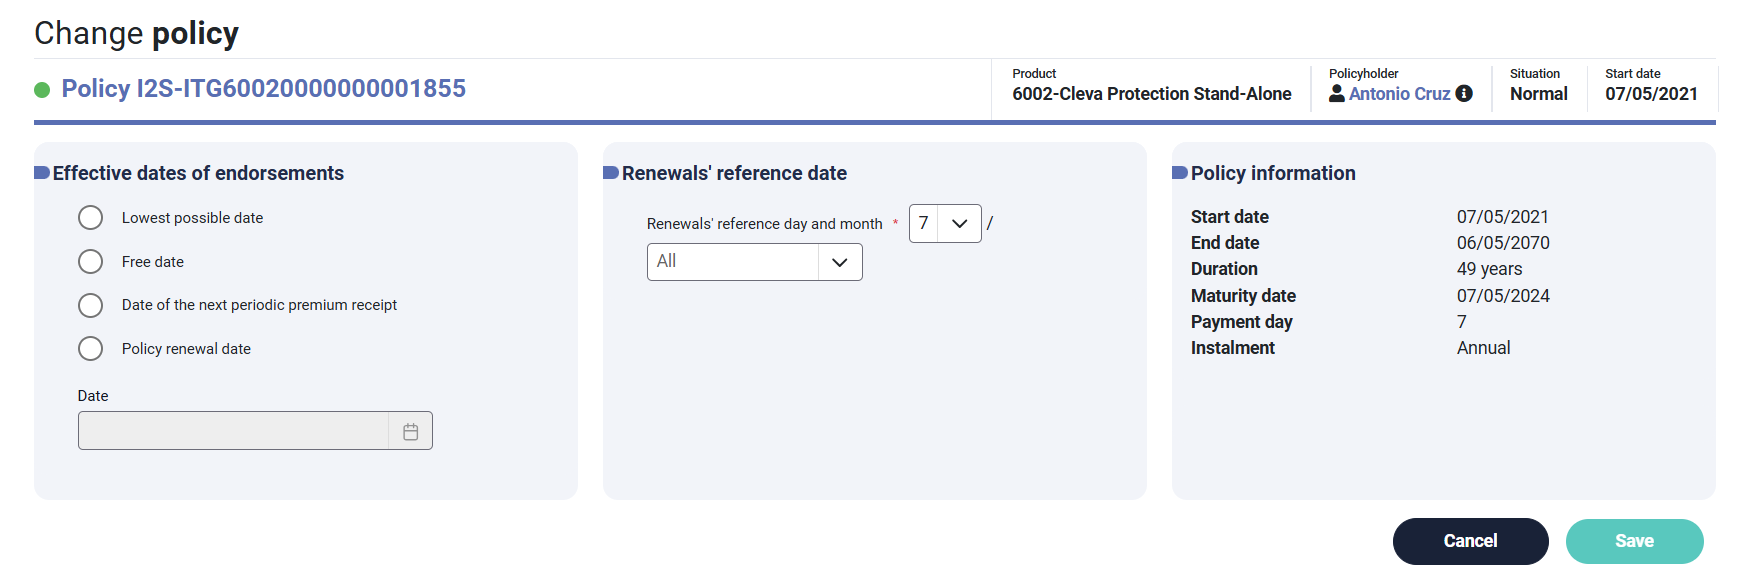 Change policy
Policy I2S-ITG60020000000001855
Product
6002-Cleva Protection Stand-Alone
Policyholder
Antonio Cruz
Situation
Normal
Start date
07/05/2021
Effective dates of endorsements
Lowest possible date
Free date
Date of the next periodic premium receipt
Policy renewal date
Date
Renewals' reference date
Renewals' reference day and month * 7 /
All
Policy information
Start date 07/05/2021
End date 06/05/2070
Duration 49 years
Maturity date 07/05/2024
Payment day 7
Instalment Annual
Cancel Save